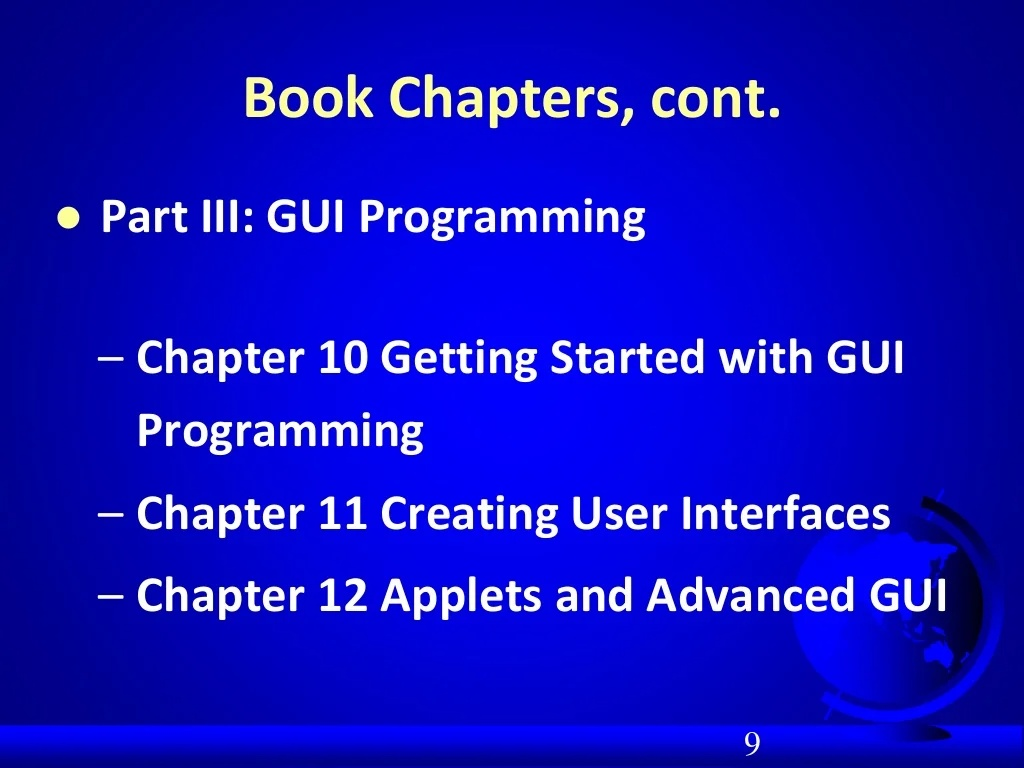 Book Chapters, cont.
● Part III: GUI Programming
– Chapter 10 Getting Started with GUI
Programming
– Chapter 11 Creating User Interfaces
– Chapter 12 Applets and Advanced GUI
9